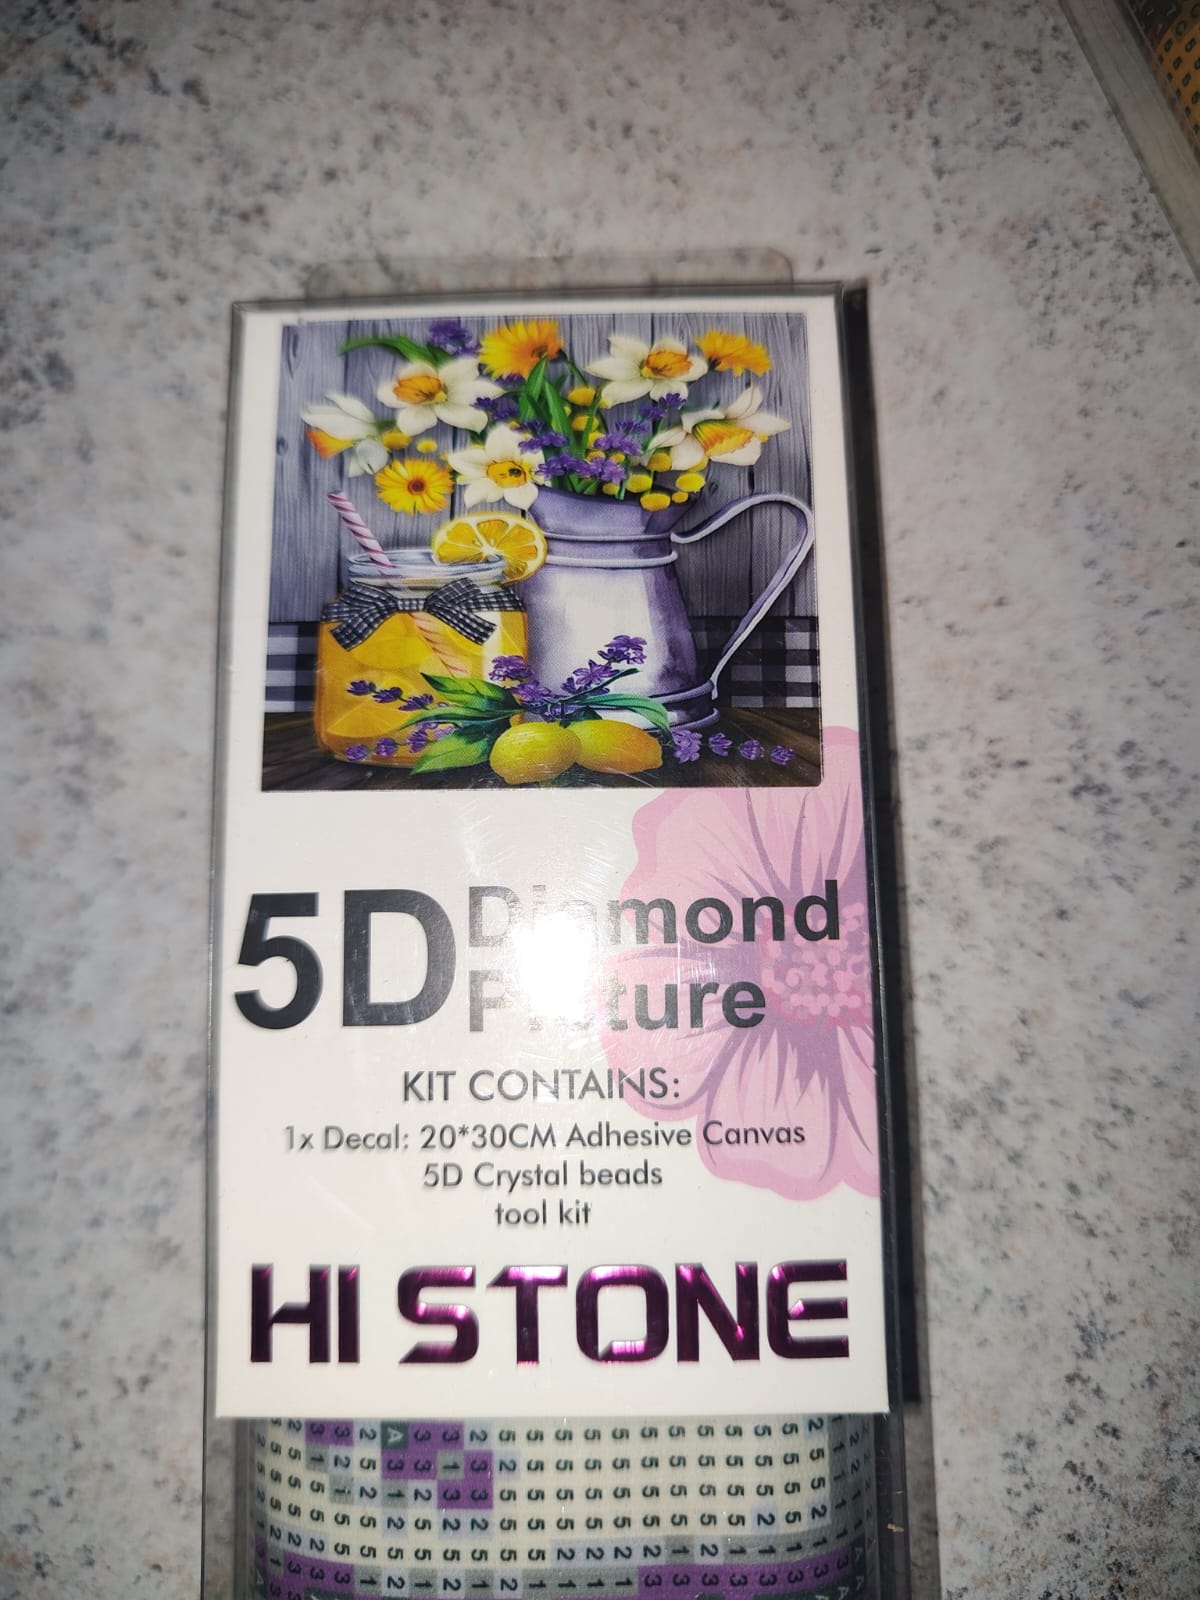 5D Diamond
Picture
KIT CONTAINS:
1x Decal: 20*30CM Adhesive Canvas
5D Crystal beads
tool kit
HI STONE